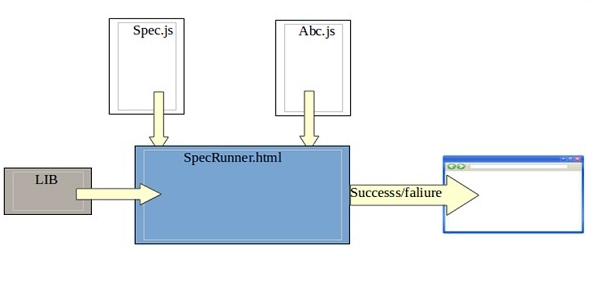 Spec.js
Abc.js
SpecRunner.html
LIB
Successs/faliure